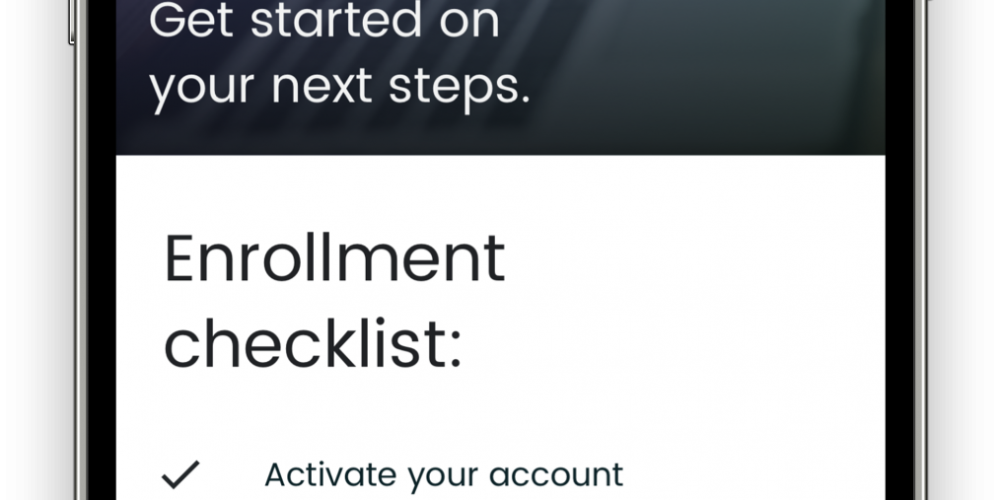 Get started on
your next steps.
Enrollment
checklist:
Activate your account